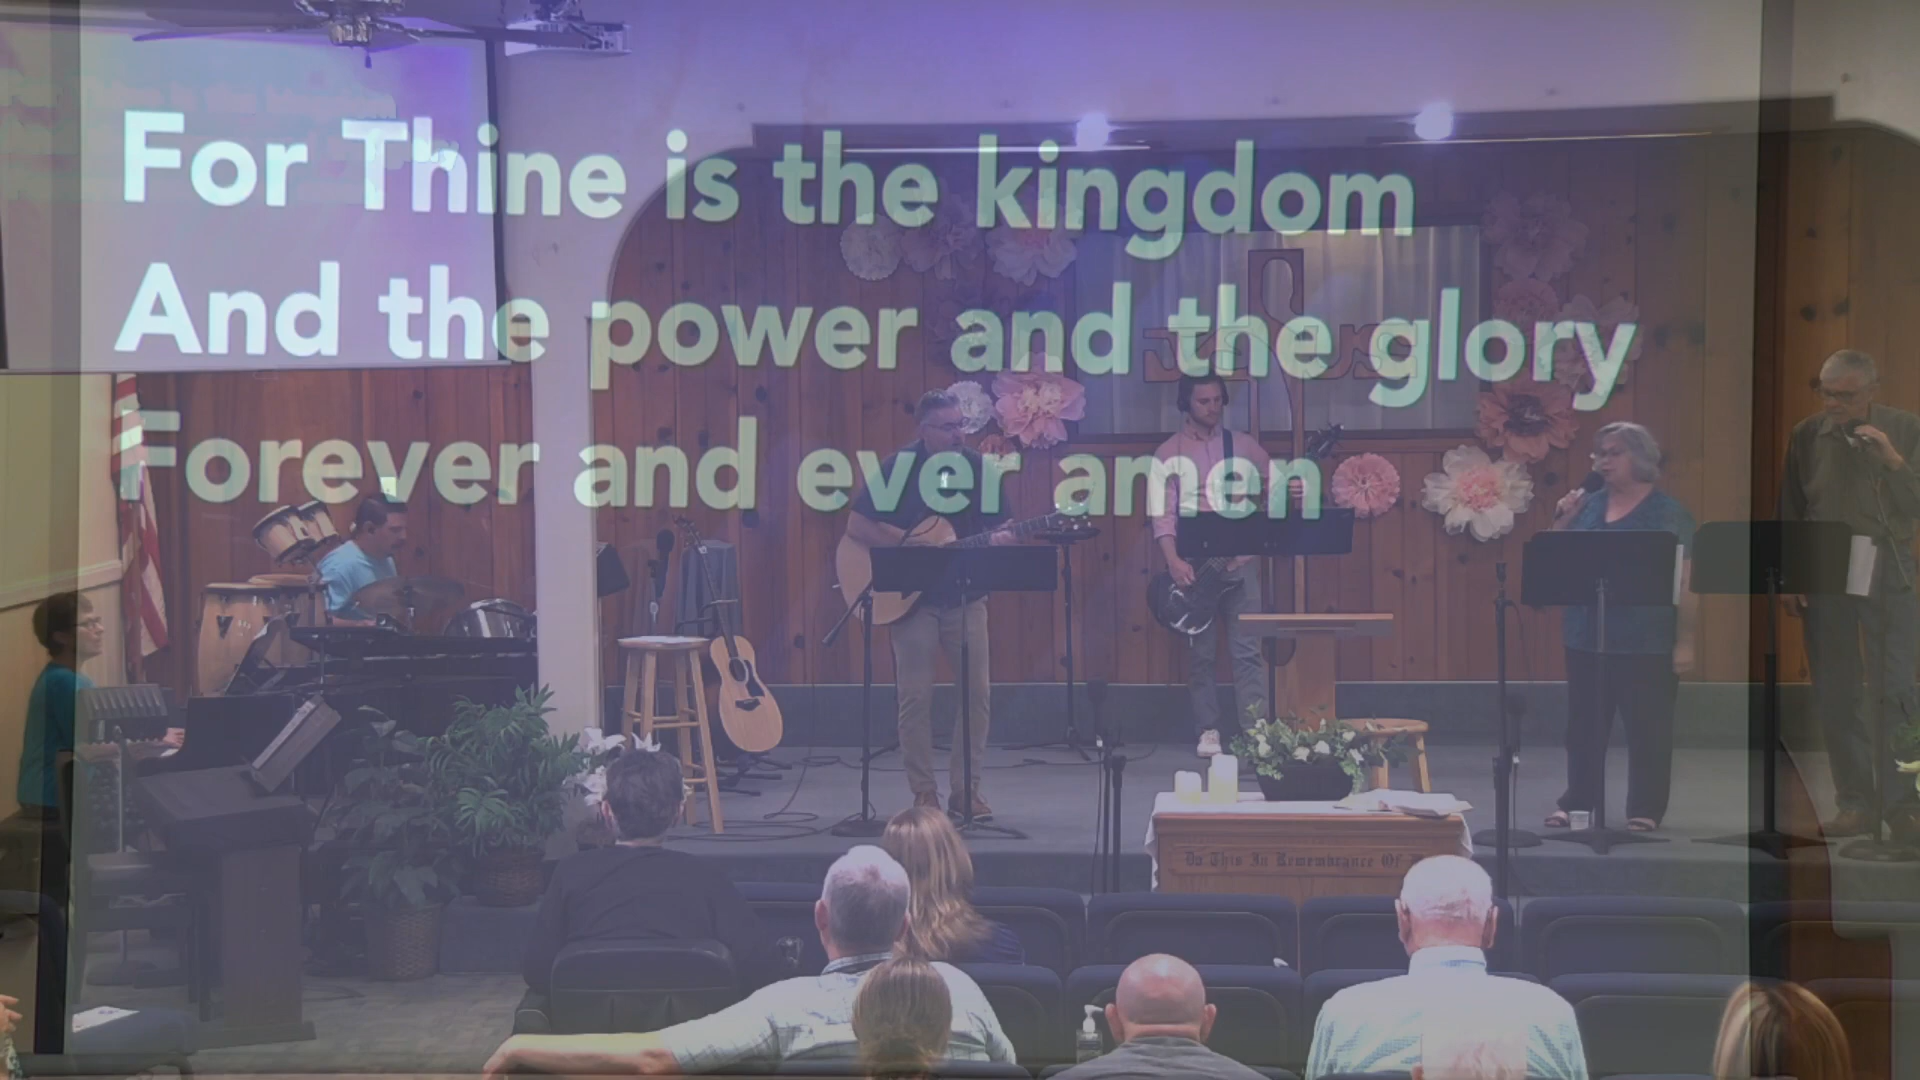 For Thine is the kingdom
And the power and the glory
Forever and ever amen
Jesus
Do This In Remembrance Of